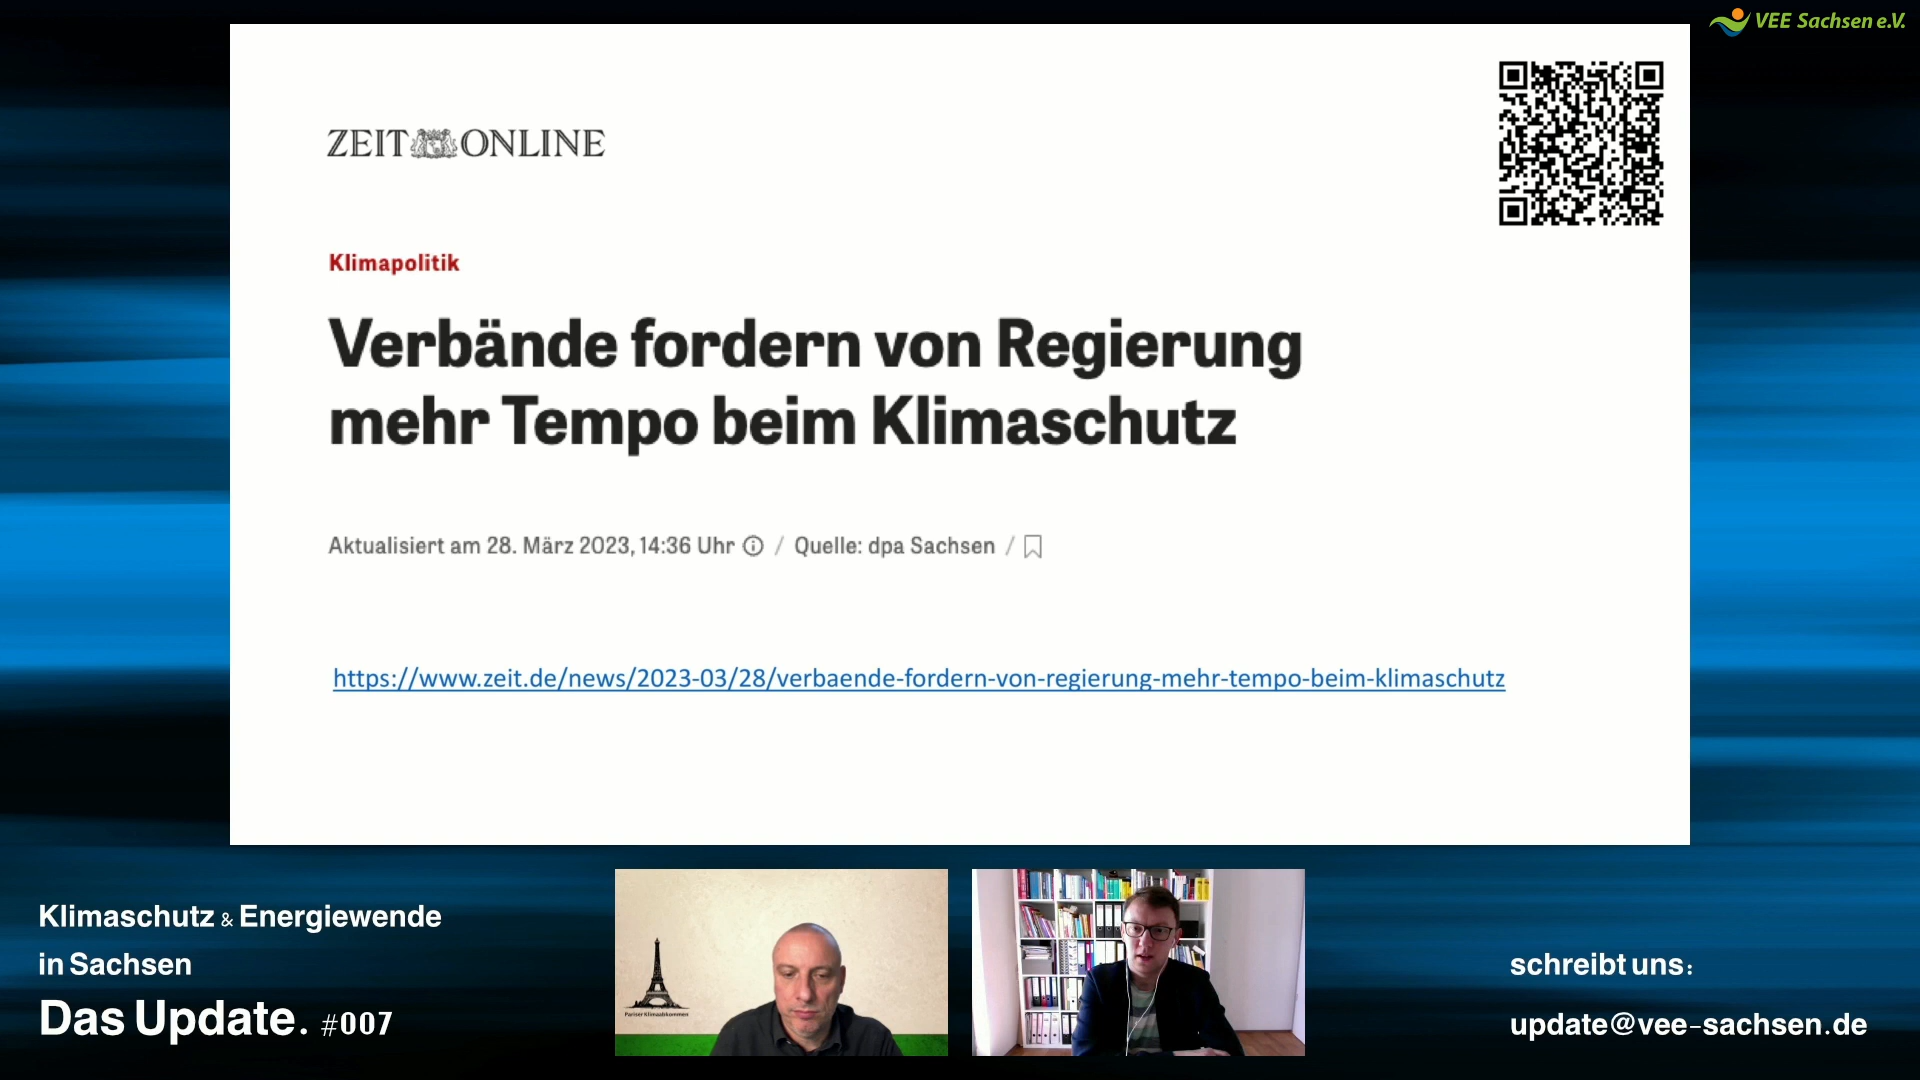 VEE Sachsen e.V.
ZEIT ONLINE
Klimapolitik
Verbände fordern von Regierung
mehr Tempo beim Klimaschutz
Aktualisiert am 28. März 2023, 14:36 Uhr / Quelle: dpa Sachsen /
https://www.zeit.de/news/2023-03/28/verbaende-fordern-von-regierung-mehr-tempo-beim-klimaschutz
Klimaschutz & Energiewende
in Sachsen
Das Update. #007
Pariser Klimaabkommen
schreibt uns:
update@vee-sachsen.de